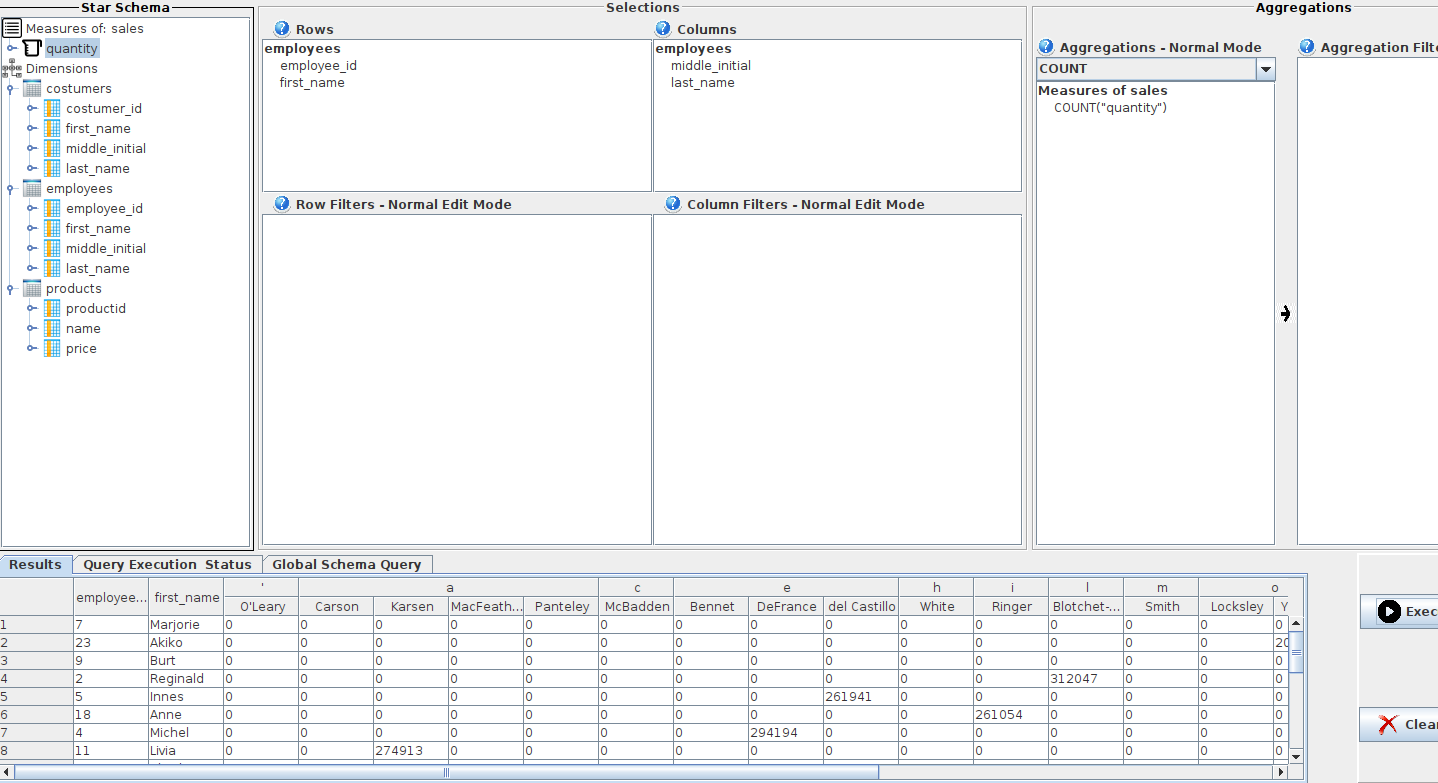 Star Schema
Measures of: sales
quantity
Dimensions
costumers
costumer_id
first_name
middle_initial
last_name
employees
employee_id
first_name
middle_initial
last_name
products
productid
name
price
Selections
Rows
employees
employee_id
first_name
Columns
employees
middle_initial
last_name
Row Filters - Normal Edit Mode
Column Filters - Normal Edit Mode
Aggregations
Aggregations - Normal Mode
COUNT
Measures of sales
COUNT("quantity")
Aggregation Filte
Results Query Execution Status Global Schema Query
employee... first_name ' a c e h i l m o
O'Leary Carson Karsen MacFeath... Panteley McBadden Bennet DeFrance del Castillo White Ringer Blotchet-... Smith Locksley Y
1 7 Marjorie 0 0 0 0 0 0 0 0 0 0 0 0 0 0 0
2 23 Akiko 0 0 0 0 0 0 0 0 0 0 0 0 0 0 20
3 9 Burt 0 0 0 0 0 0 0 0 0 0 0 0 0 0 0
4 2 Reginald 0 0 0 0 0 0 0 0 0 0 0 312047 0 0 0
5 5 Innes 0 0 0 0 0 0 0 0 261941 0 0 0 0 0 0
6 18 Anne 0 0 0 0 0 0 0 0 0 0 261054 0 0 0 0
7 4 Michel 0 0 0 0 0 0 0 294194 0 0 0 0 0 0 0
8 11 Livia 0 0 274913 0 0 0 0 0 0 0 0 0 0 0 0
Exec
Clear